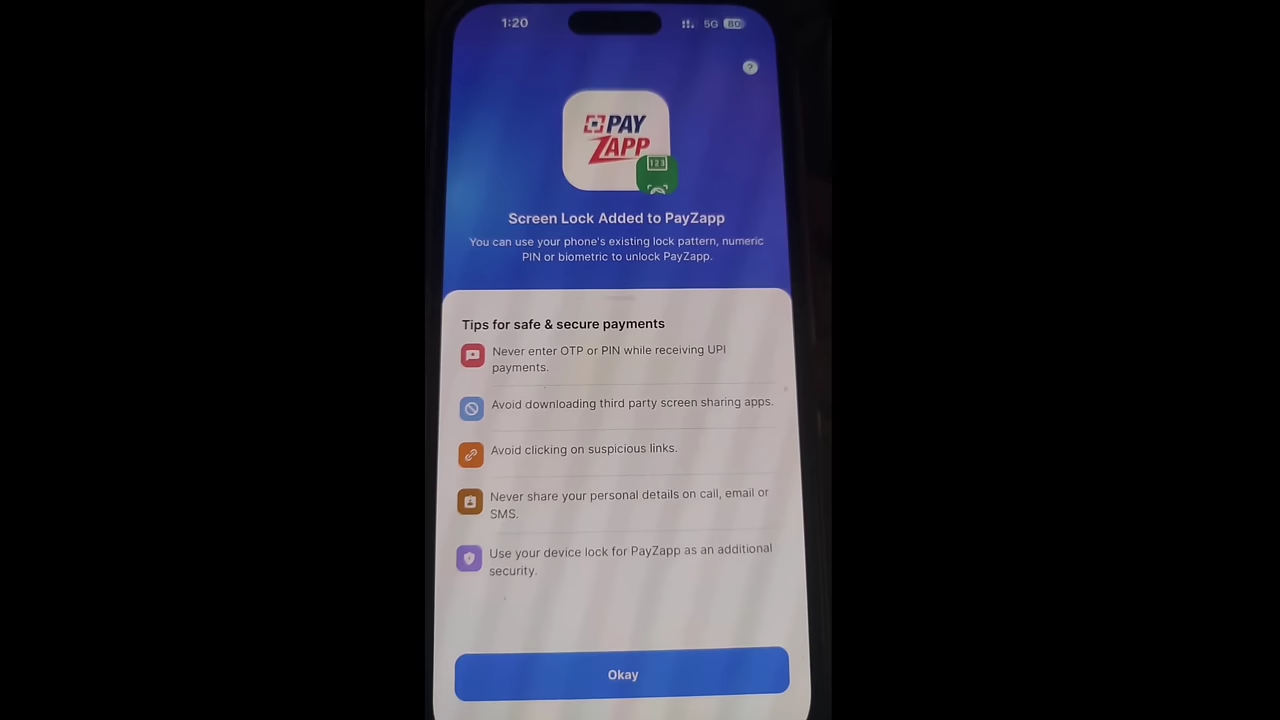 1:20
5G 80
?
PAY
ZAPP
123
Screen Lock Added to PayZapp
You can use your phone's existing lock pattern, numeric
PIN or biometric to unlock PayZapp.
Tips for safe & secure payments
Never enter OTP or PIN while receiving UPI
payments.
Avoid downloading third party screen sharing apps.
Avoid clicking on suspicious links.
Never share your personal details on call, email or
SMS.
Use your device lock for PayZapp as an additional
security.
Okay